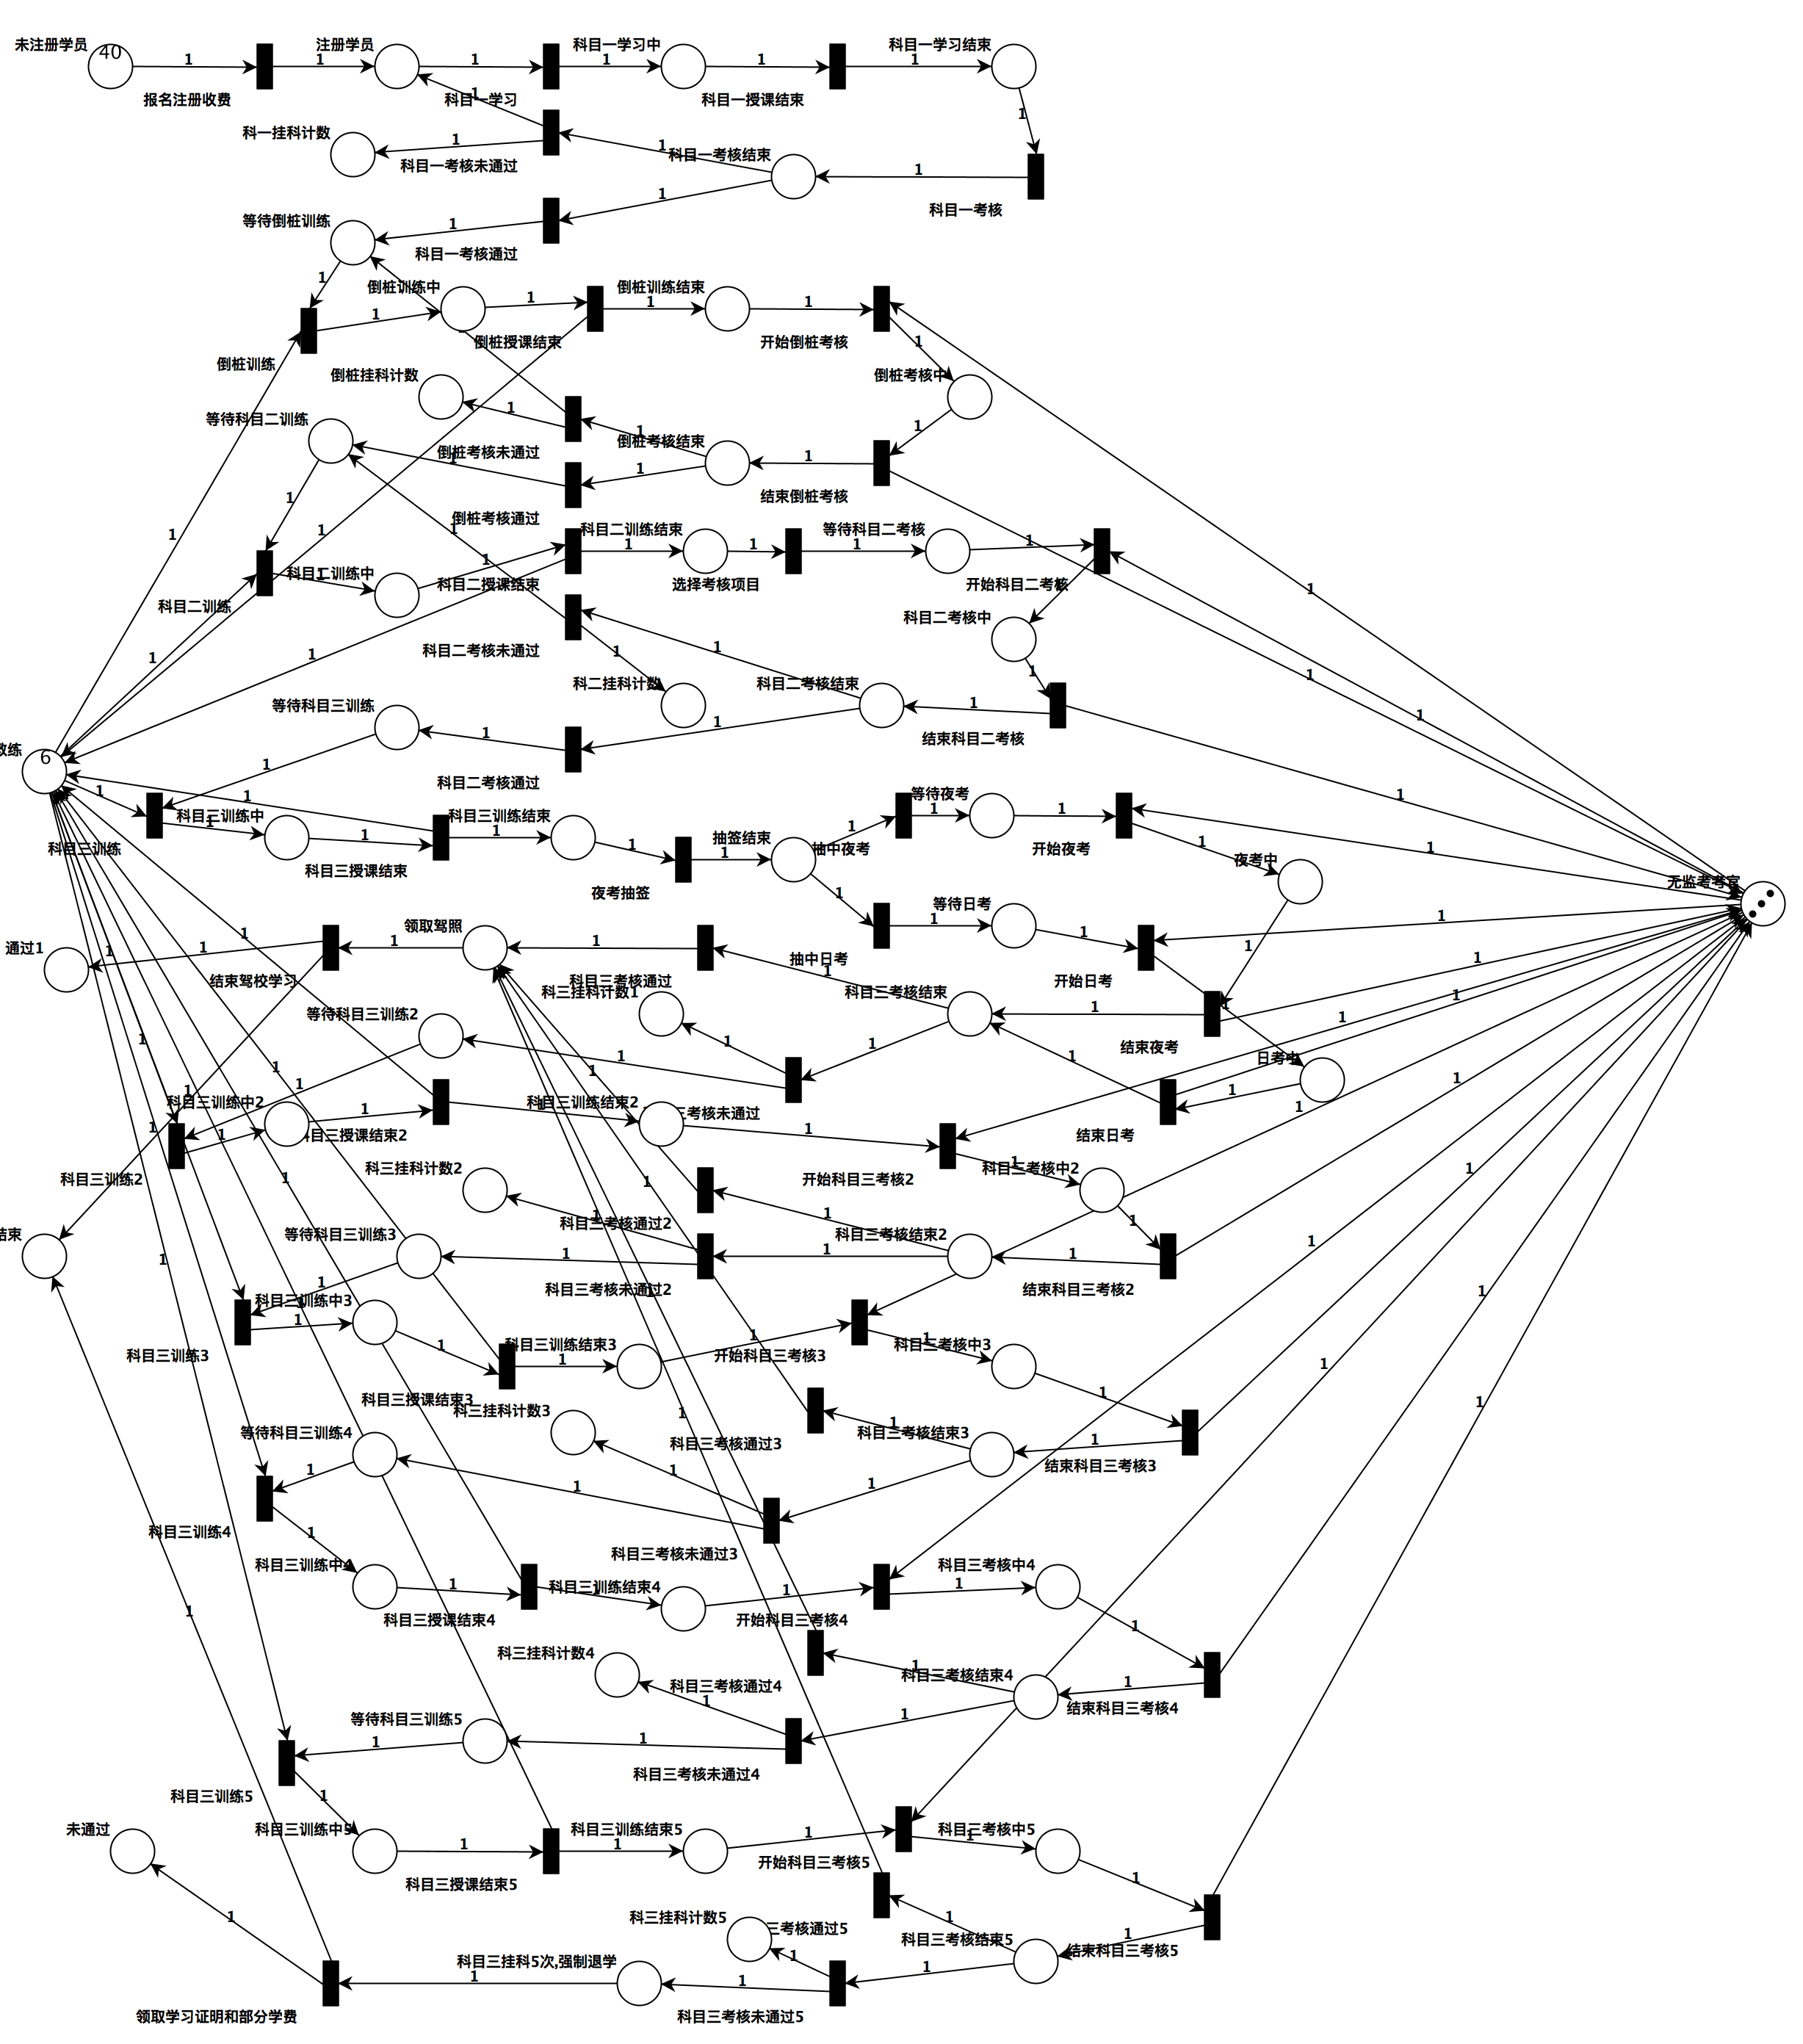 未注册学员
40
1
报名注册收费
1
注册学员
1
科目一学习
1
科目一学习中
1
科目一授课结束
1
科目一学习结束
1
科一挂科计数
1
科目一考核未通过
1
1
科目一考核结束
1
科目一考核
1
等待倒桩训练
1
科目一考核通过
1
倒桩训练中
1
倒桩训练
1
1
倒桩授课结束
1
倒桩训练结束
1
开始倒桩考核
1
倒桩考核中
倒桩挂科计数
1
等待科目二训练
倒桩考核未通过
1
1
倒桩考核结束
1
1
结束倒桩考核
1
1
倒桩考核通过
1
1
1
科目二训练中
1
科目二训练
1
科目二授课结束
1
科目二训练结束
1
选择考核项目
等待科目二考核
1
1
开始科目二考核
1
1
科目二考核中
1
1
1
科目二考核未通过
1
1
科二挂科计数
科目二考核结束
1
1
等待科目三训练
1
科目二考核通过
1
结束科目二考核
1
教练
6
1
1
1
科目三训练中
1
科目三训练
1
科目三授课结束
科目三训练结束
1
1
夜考抽签
抽签结束
1
1
抽中夜考
等待夜考
1
1
开始夜考
1
夜考中
1
1
无监考考官
1
等待日考
1
抽中日考
1
开始日考
1
1
通过1
1
1
1
结束驾校学习
领取驾照
1
1
科目三考核通过
科三挂科计数1
1
科目三考核结束
1
1
1
结束夜考
1
日考中
1
1
1
等待科目三训练2
1
1
1
1
1
1
结束日考
1
科目三训练中2
1
1
科目三训练2
1
科目三授课结束2
科目三训练结束2
三考核未通过
1
开始科目三考核2
科目三考核中2
1
1
1
1
科三挂科计数2
1
科目三考核通过2
1
结束
等待科目三训练3
1
科目三考核未通过2
1
科目三考核结束2
1
结束科目三考核2
1
1
1
科目三训练中3
1
科目三训练3
1
科目三授课结束3
科目三训练结束3
1
1
开始科目三考核3
科目三考核中3
1
1
1
科三挂科计数3
1
科目三考核通过3
1
科目三考核结束3
1
结束科目三考核3
等待科目三训练4
1
1
1
1
科目三训练4
1
科目三训练中4
科目三考核未通过3
1
科目三授课结束4
科目三训练结束4
1
开始科目三考核4
科目三考核中4
1
1
1
科三挂科计数4
1
科目三考核通过4
1
科目三考核结束4
1
结束科目三考核4
1
等待科目三训练5
1
1
科目三考核未通过4
科目三训练5
1
科目三训练中5
1
科目三授课结束5
科目三训练结束5
1
1
开始科目三考核5
科目三考核中5
1
1
未通过
1
科三挂科计数5
三考核通过5
1
1
科目三考核结束5
1
结束科目三考核5
科目三挂科5次,强制退学
1
1
1
领取学习证明和部分学费
科目三考核未通过5